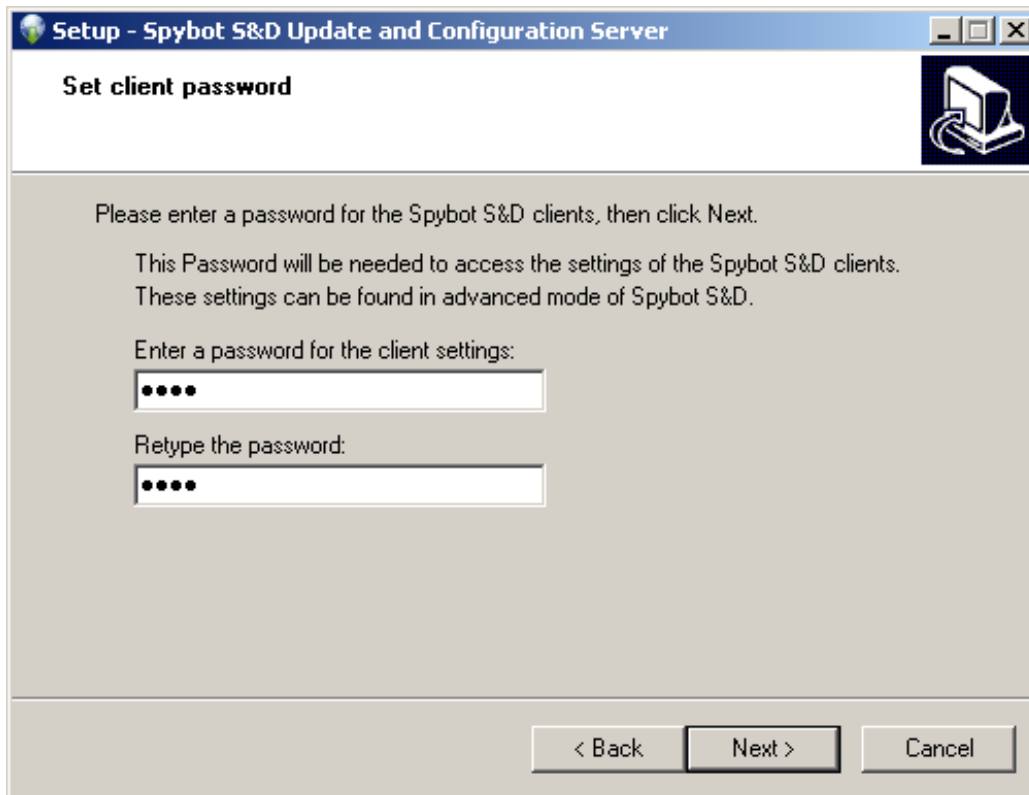 Setup - Spybot S&D Update and Configuration Server
Set client password
Please enter a password for the Spybot S&D clients, then click Next.
This Password will be needed to access the settings of the Spybot S&D clients.
These settings can be found in advanced mode of Spybot S&D.
Enter a password for the client settings:
●●●●
Retype the password:
●●●●
< Back Next > Cancel